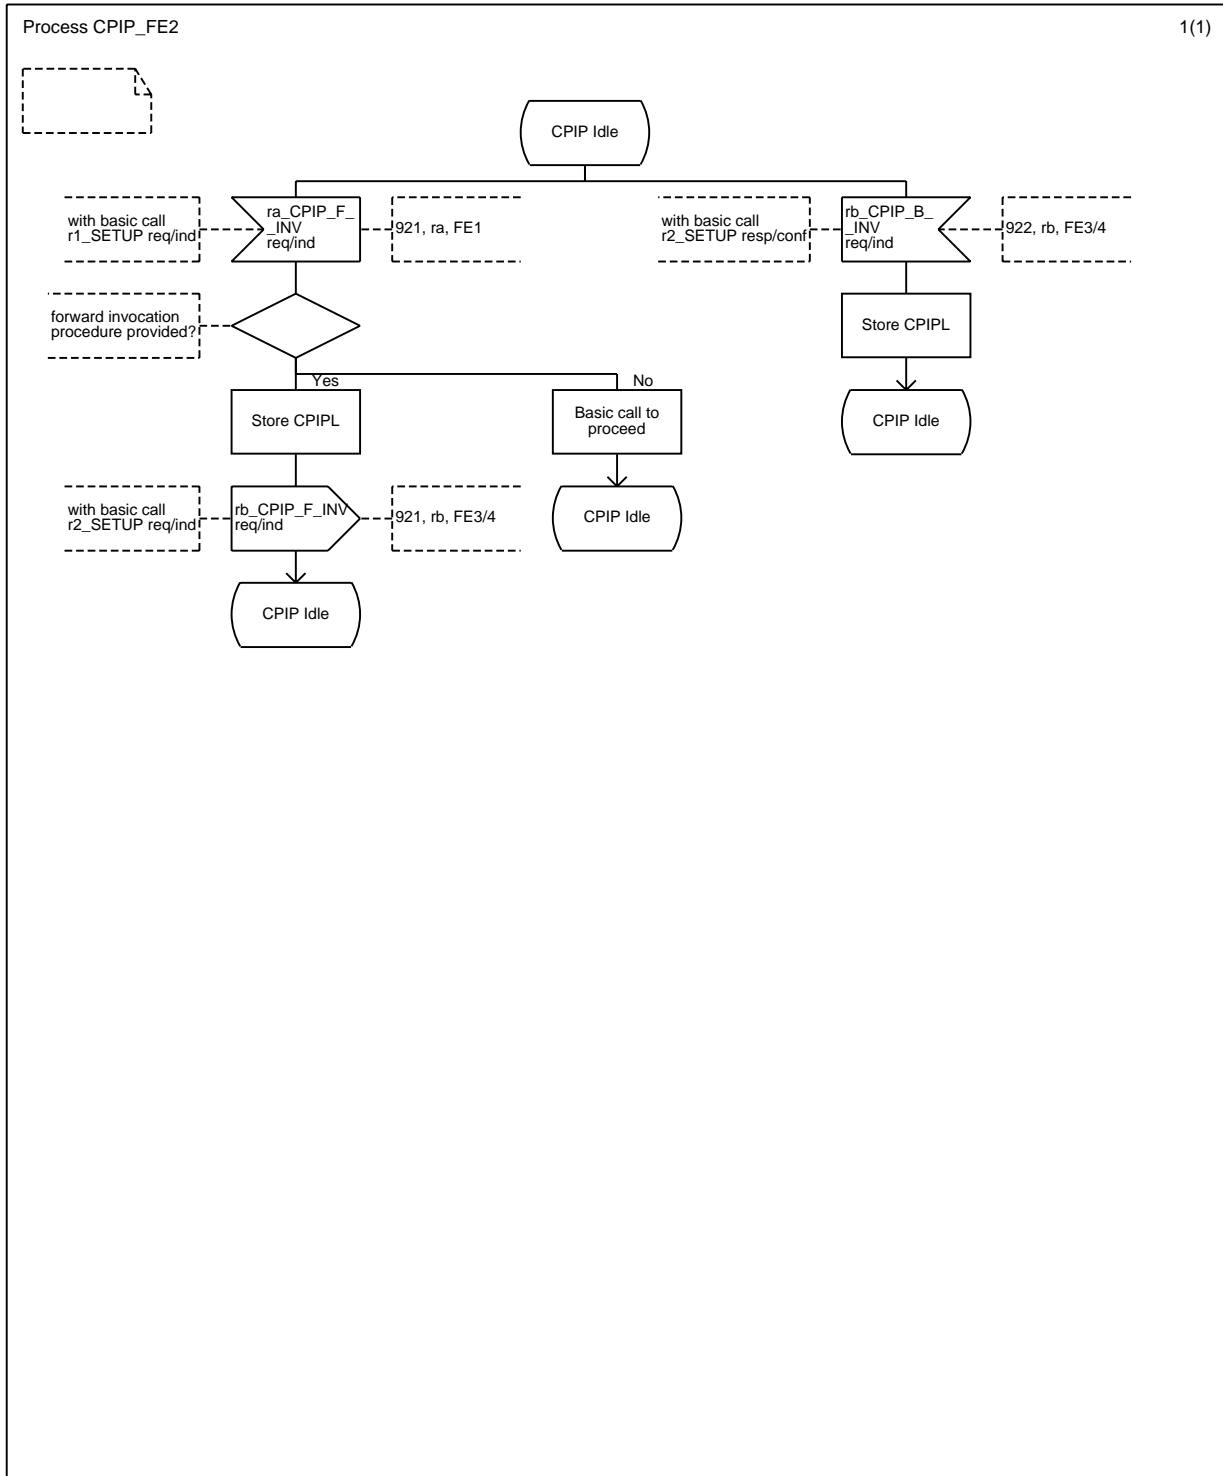 Process CPIP_FE2
1(1)
CPIP Idle
with basic call
r1_SETUP req/ind
ra_CPIP_F_
_INV
req/ind
921, ra, FE1
with basic call
r2_SETUP resp/conf
rb_CPIP_B_
_INV
req/ind
922, rb, FE3/4
forward invocation
procedure provided?
Store CPIPL
Yes
No
Store CPIPL
Basic call to
proceed
CPIP Idle
with basic call
r2_SETUP req/ind
rb_CPIP_F_INV
req/ind
921, rb, FE3/4
CPIP Idle
CPIP Idle